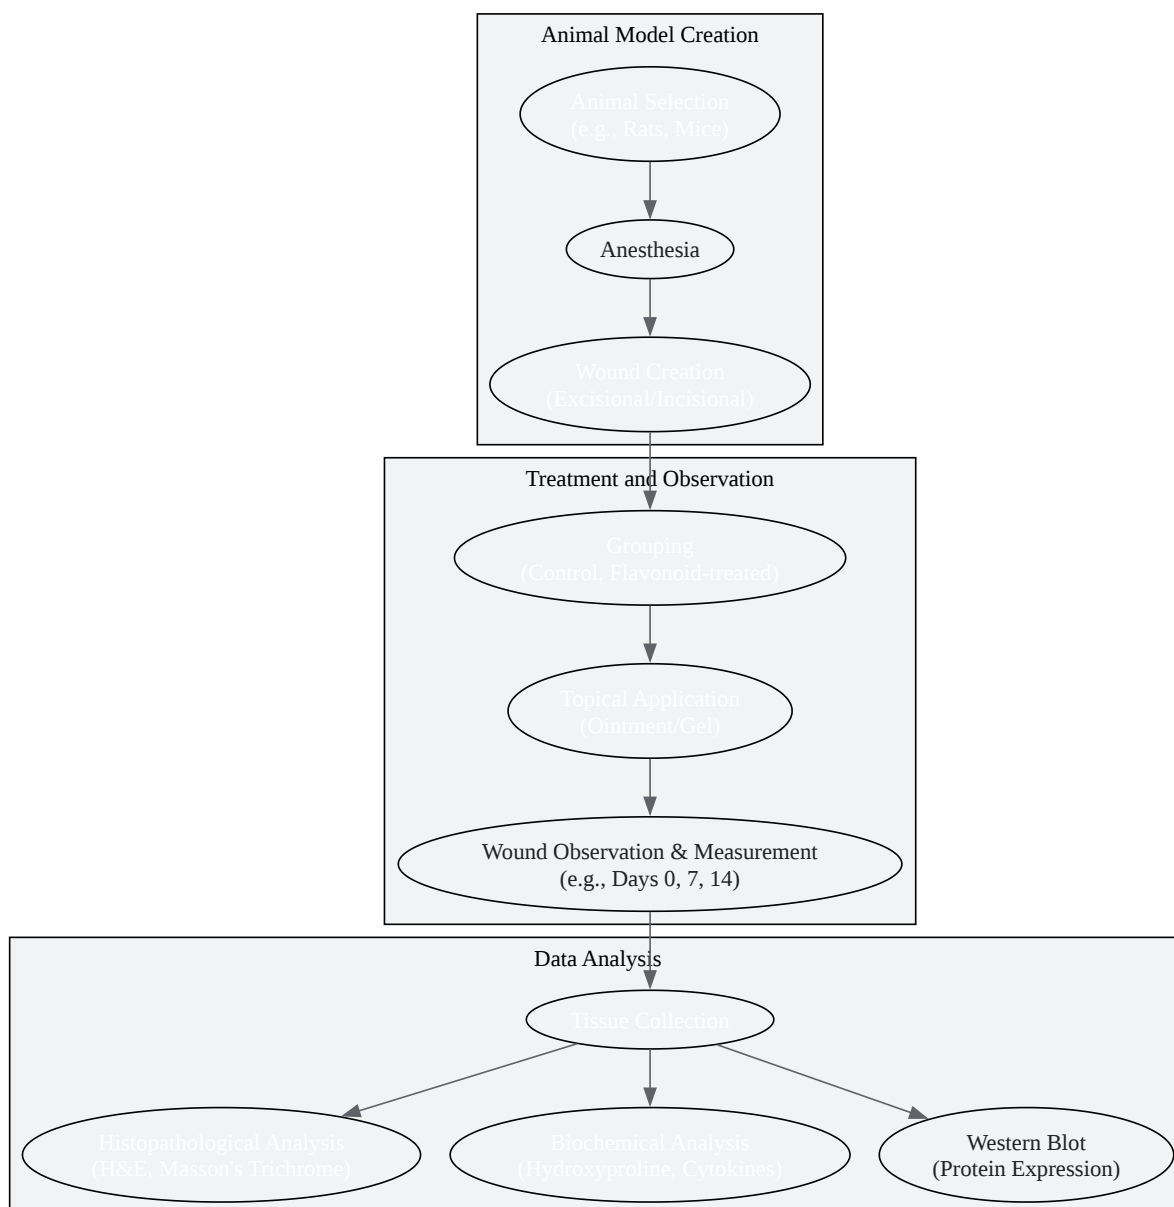 Animal Model Creation
Animal Selection
(e.g., Rats, Mice)
Anesthesia
Wound Creation
(Excisional/Incisional)
Treatment and Observation
Grouping
(Control, Flavonoid-treated)
Topical Application
(Ointment/Gel)
Wound Observation & Measurement
(e.g., Days 0, 7, 14)
Data Analysis
Tissue Collection
Histopathological Analysis
(H&E, Masson's Trichrome)
Biochemical Analysis
(Hydroxyproline, Cytokines)
Western Blot
(Protein Expression)